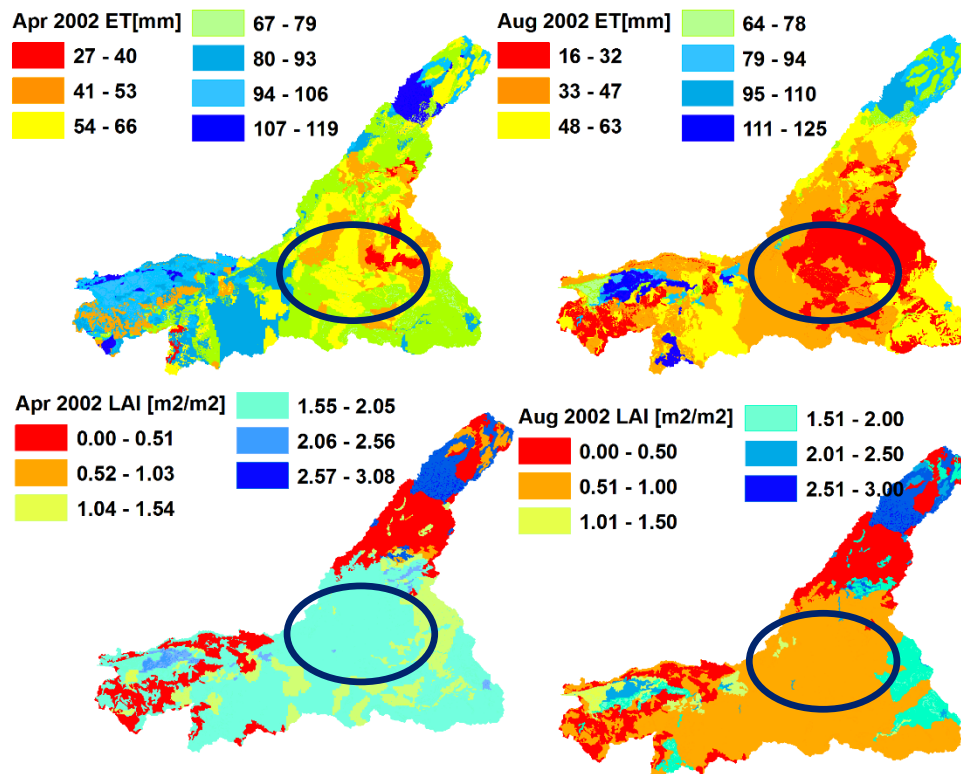 Apr 2002 ET[mm]
27 - 40
41 - 53
54 - 66
67 - 79
80 - 93
94 - 106
107 - 119
Aug 2002 ET[mm]
16 - 32
33 - 47
48 - 63
64 - 78
79 - 94
95 - 110
111 - 125
Apr 2002 LAI [m2/m2]
0.00 - 0.51
0.52 - 1.03
1.04 - 1.54
1.55 - 2.05
2.06 - 2.56
2.57 - 3.08
Aug 2002 LAI [m2/m2]
0.00 - 0.50
0.51 - 1.00
1.01 - 1.50
1.51 - 2.00
2.01 - 2.50
2.51 - 3.00